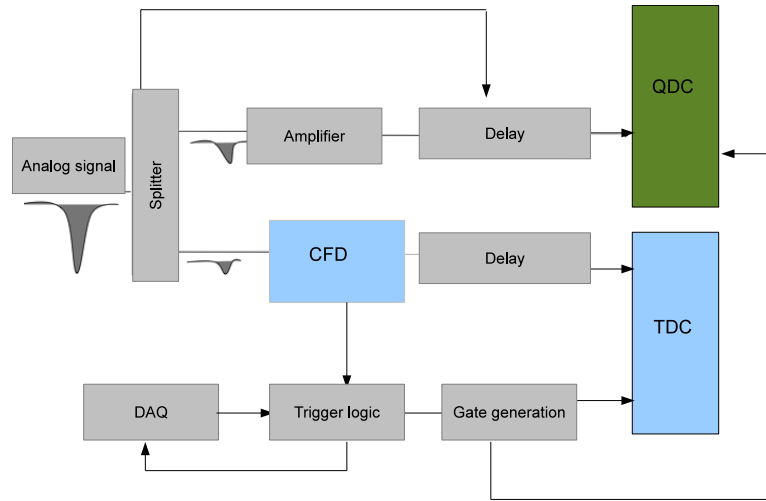 QDC
Amplifier
Delay
Analog signal
Splitter
CFD
Delay
TDC
DAQ
Trigger logic
Gate generation